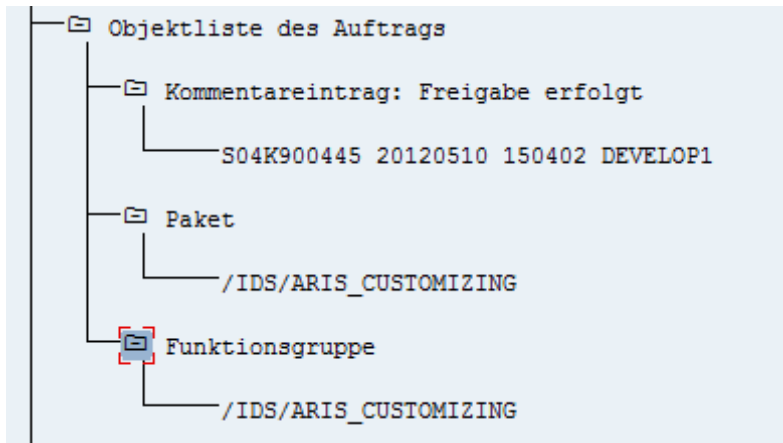 Objektliste des Auftrags
Kommentareintrag: Freigabe erfolgt
S04K900445 20120510 150402 DEVELOP1
Paket
/IDS/ARIS_CUSTOMIZING
Funktionsgruppe
/IDS/ARIS_CUSTOMIZING